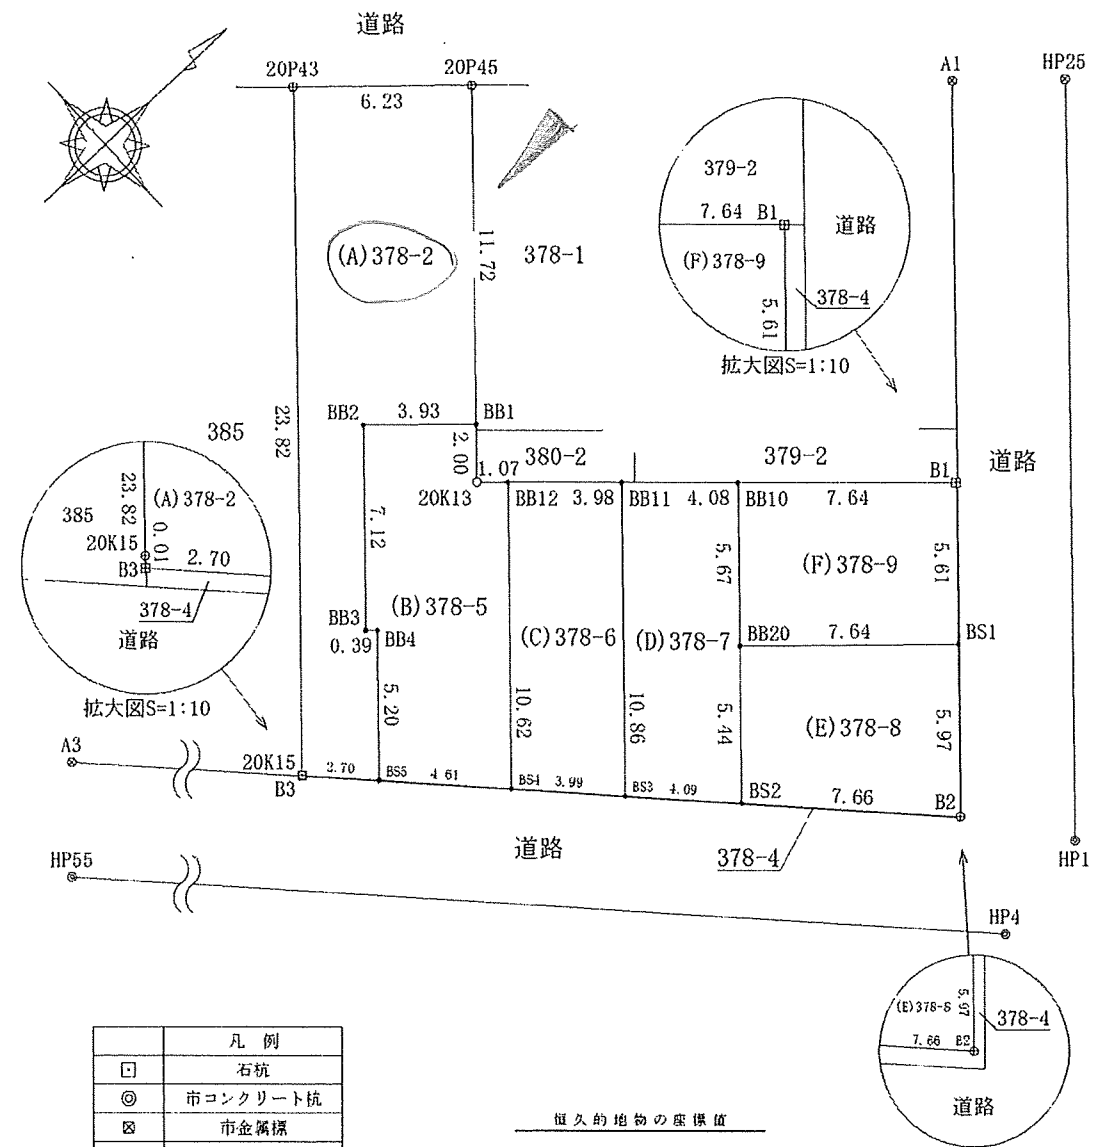 道路
20P43
20P45
6.23
A1
HP25
(A)378-2
11.72
378-1
379-2
7.64
B1
道路
(F)378-9
5.61
378-4
拡大図S=1:10
23.82
385
BB2
3.93
BB1
2.00
1.07
380-2
379-2
道路
20K13
BB12
3.98
BB11
4.08
BB10
7.64
B1
23.82
(A)378-2
385
0.01
20K15
B3
2.70
378-4
道路
拡大図S=1:10
7.12
5.67
(F)378-9
5.61
(B)378-5
BB3
0.39
BB4
(C)378-6
(D)378-7
BB20
7.64
BS1
5.20
10.62
10.86
5.44
(E)378-8
5.97
A3
20K15
B3
2.70
BS5
4.61
BS4
3.99
BS3
4.09
BS2
7.66
B2
道路
378-4
HP55
HP1
HP4
(E)378-8
5.97
378-4
7.66
B2
道路
凡 例
石杭
市コンクリート杭
市金属標
恒久的地物の座標値